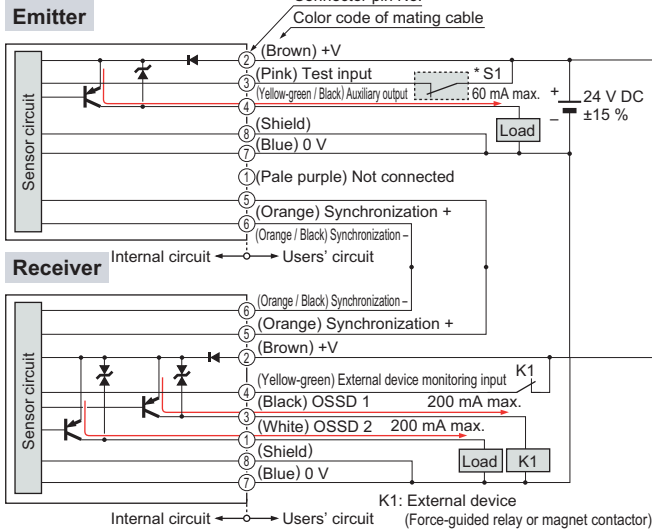 Connector pin No.
Emitter
Color code of mating cable
2 (Brown) +V
3 (Pink) Test input
* S1
(Yellow-green / Black) Auxiliary output
60 mA max.
4
+
24 V DC
±15 %
−
Load
8 (Shield)
7 (Blue) 0 V
Sensor circuit
1 (Pale purple) Not connected
5
(Orange) Synchronization +
6
(Orange / Black) Synchronization –
Internal circuit
Users' circuit
Receiver
6 (Orange / Black) Synchronization –
5 (Orange) Synchronization +
2 (Brown) +V
K1
4 (Yellow-green) External device monitoring input
(Black) OSSD 1 200 mA max.
3
(White) OSSD 2 200 mA max.
1
Sensor circuit
8 (Shield)
Load
K1
7 (Blue) 0 V
K1: External device
(Force-guided relay or magnet contactor)
Internal circuit
Users' circuit